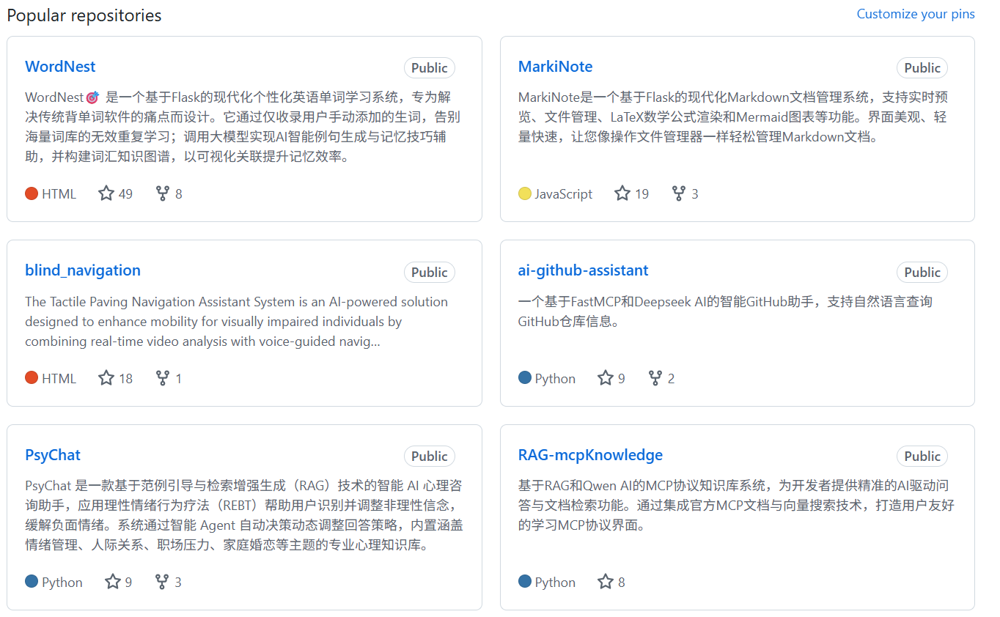 Popular repositories
Customize your pins
WordNest
Public
WordNest🎯 是一个基于Flask的现代化个性化英语单词学习系统，专为解
决传统背单词软件的痛点而设计。它通过仅收录用户手动添加的生词，告别
海量词库的无效重复学习；调用大模型实现AI智能例句生成与记忆技巧辅
助，并构建词汇知识图谱，以可视化关联提升记忆效率。
HTML 49 8
MarkiNote
Public
MarkiNote是一个基于Flask的现代化Markdown文档管理系统，支持实时预
览、文件管理、LaTeX数学公式渲染和Mermaid图表等功能。界面美观、轻
量快速，让您像操作文件管理器一样轻松管理Markdown文档。
JavaScript 19 3
blind_navigation
Public
The Tactile Paving Navigation Assistant System is an AI-powered solution
designed to enhance mobility for visually impaired individuals by
combining real-time video analysis with voice-guided navig...
HTML 18 1
ai-github-assistant
Public
一个基于FastMCP和Deepseek AI的智能GitHub助手，支持自然语言查询
GitHub仓库信息。
Python 9 2
PsyChat
Public
PsyChat 是一款基于范例引导与检索增强生成（RAG）技术的智能 AI 心理咨
询助手，应用理性情绪行为疗法（REBT）帮助用户识别并调整非理性信念，
缓解负面情绪。系统通过智能 Agent 自动决策动态调整回答策略，内置涵盖
情绪管理、人际关系、职场压力、家庭婚恋等主题的专业心理知识库。
Python 9 3
RAG-mcpKnowledge
Public
基于RAG和Qwen AI的MCP协议知识库系统，为开发者提供精准的AI驱动问
答与文档检索功能。通过集成官方MCP文档与向量搜索技术，打造用户友好
的学习MCP协议界面。
Python 8